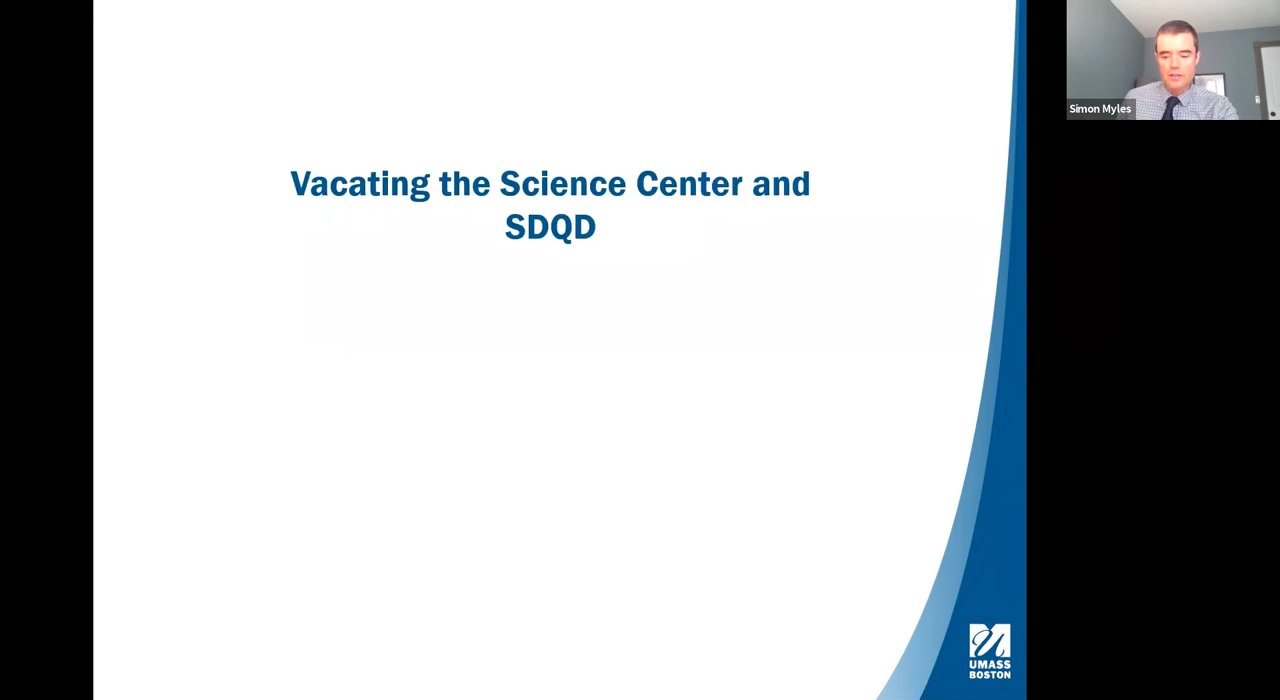 Vacating the Science Center and
SDQD
Simon Myles
UMASS
BOSTON